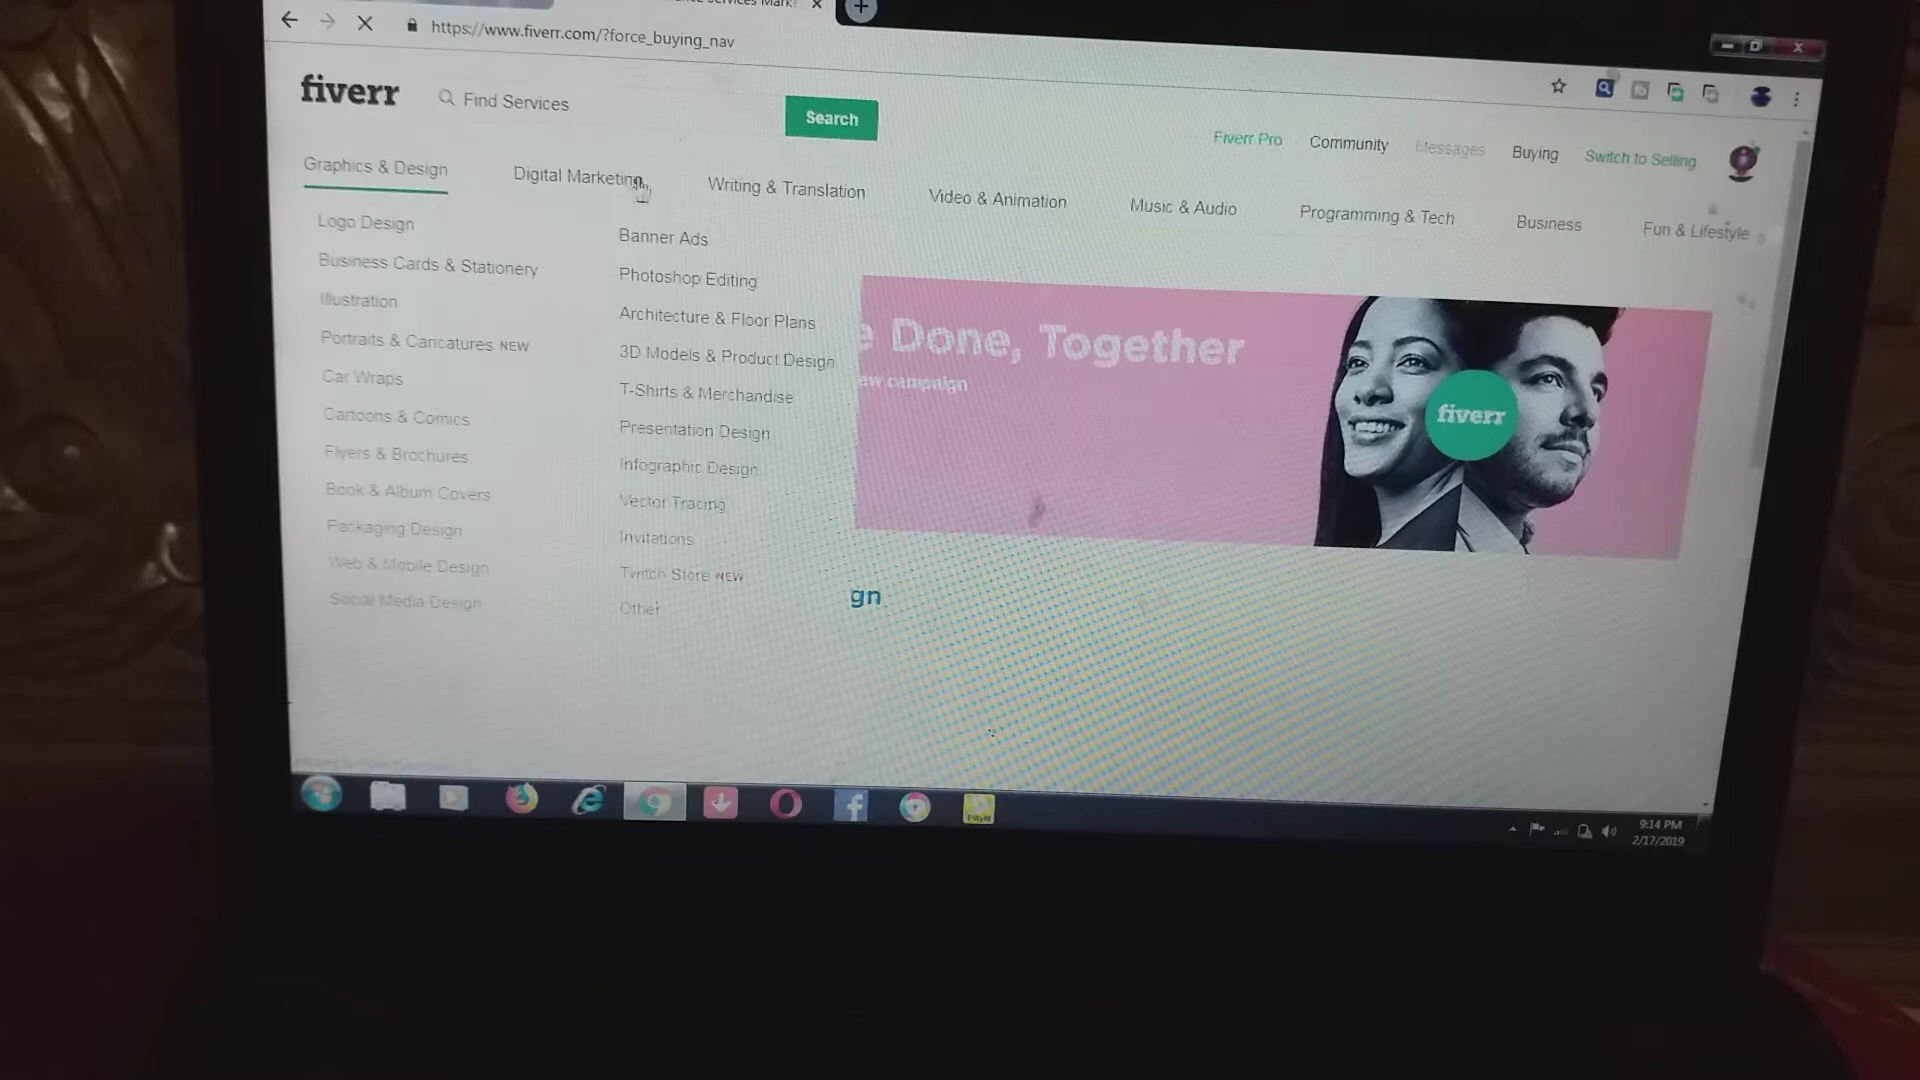 https://www.fiverr.com/?force_buying_nav
fiverr
Find Services
Search
Fiverr Pro
Community
Messages
Buying
Switch to Selling
Graphics & Design
Digital Marketing
Writing & Translation
Video & Animation
Music & Audio
Programming & Tech
Business
Fun & Lifestyle
Logo Design
Business Cards & Stationery
Illustration
Portraits & Caricatures NEW
Car Wraps
Cartoons & Comics
Flyers & Brochures
Book & Album Covers
Packaging Design
Web & Mobile Design
Social Media Design
Banner Ads
Photoshop Editing
Architecture & Floor Plans
3D Models & Product Design
T-Shirts & Merchandise
Presentation Design
Infographic Design
Vector Tracing
Invitations
Twitch Store NEW
Other
e Done, Together
ew campaign
fiverr
gn
Player
9:14 PM
2/17/2019